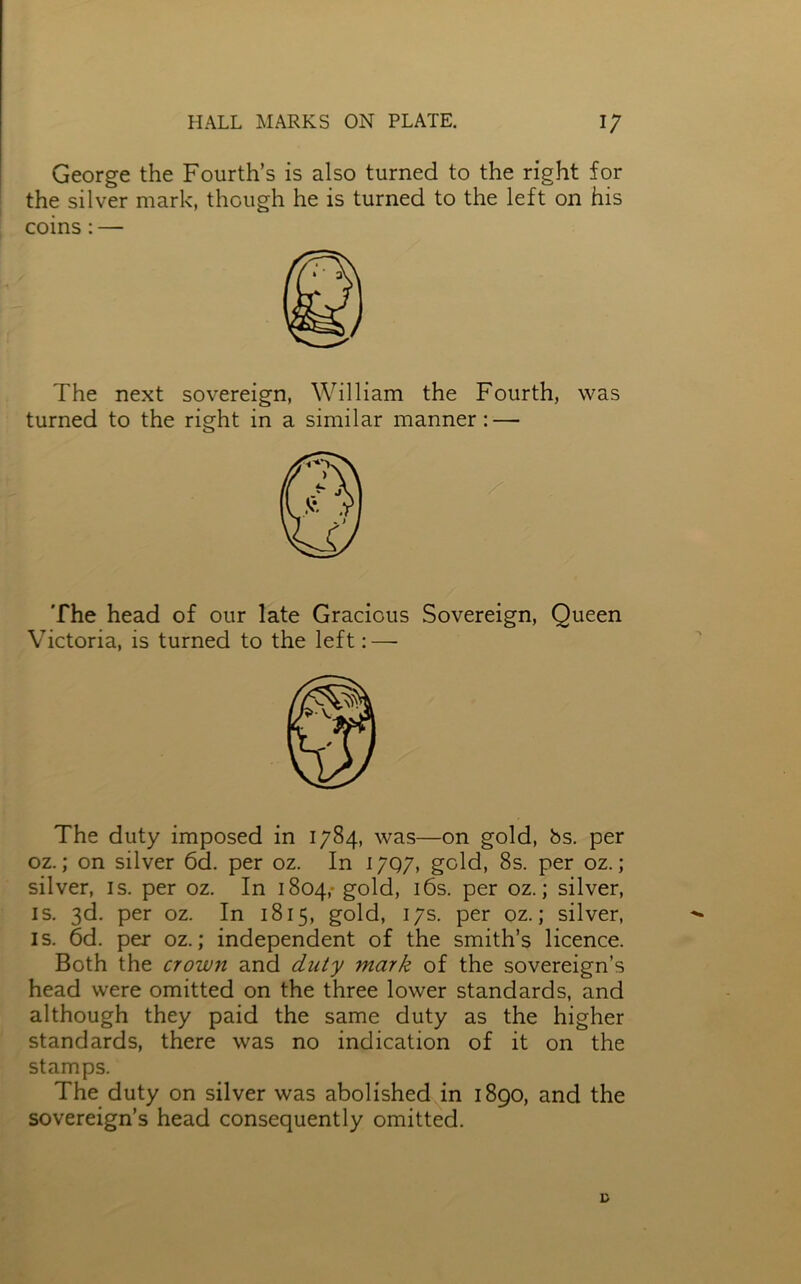 HALL MARKS ON PLATE. 17
George the Fourth's is also turned to the right for
the silver mark, though he is turned to the left on his
coins : —
The next sovereign, William the Fourth, was
turned to the right in a similar manner : —
The head of our late Gracious Sovereign, Queen
Victoria, is turned to the left : —
The duty imposed in 1784, was—on gold, 8s. per
oz.; on silver 6d. per oz. In 1797, gold, 8s. per oz.;
silver, 1s. per oz. In 1804, gold, 16s. per oz.; silver,
1s. 3d. per oz. In 1815, gold, 17s. per oz.; silver,
1s. 6d. per oz.; independent of the smith's licence.
Both the crown and duty mark of the sovereign's
head were omitted on the three lower standards, and
although they paid the same duty as the higher
standards, there was no indication of it on the
stamps.
The duty on silver was abolished in 1890, and the
sovereign's head consequently omitted.
D